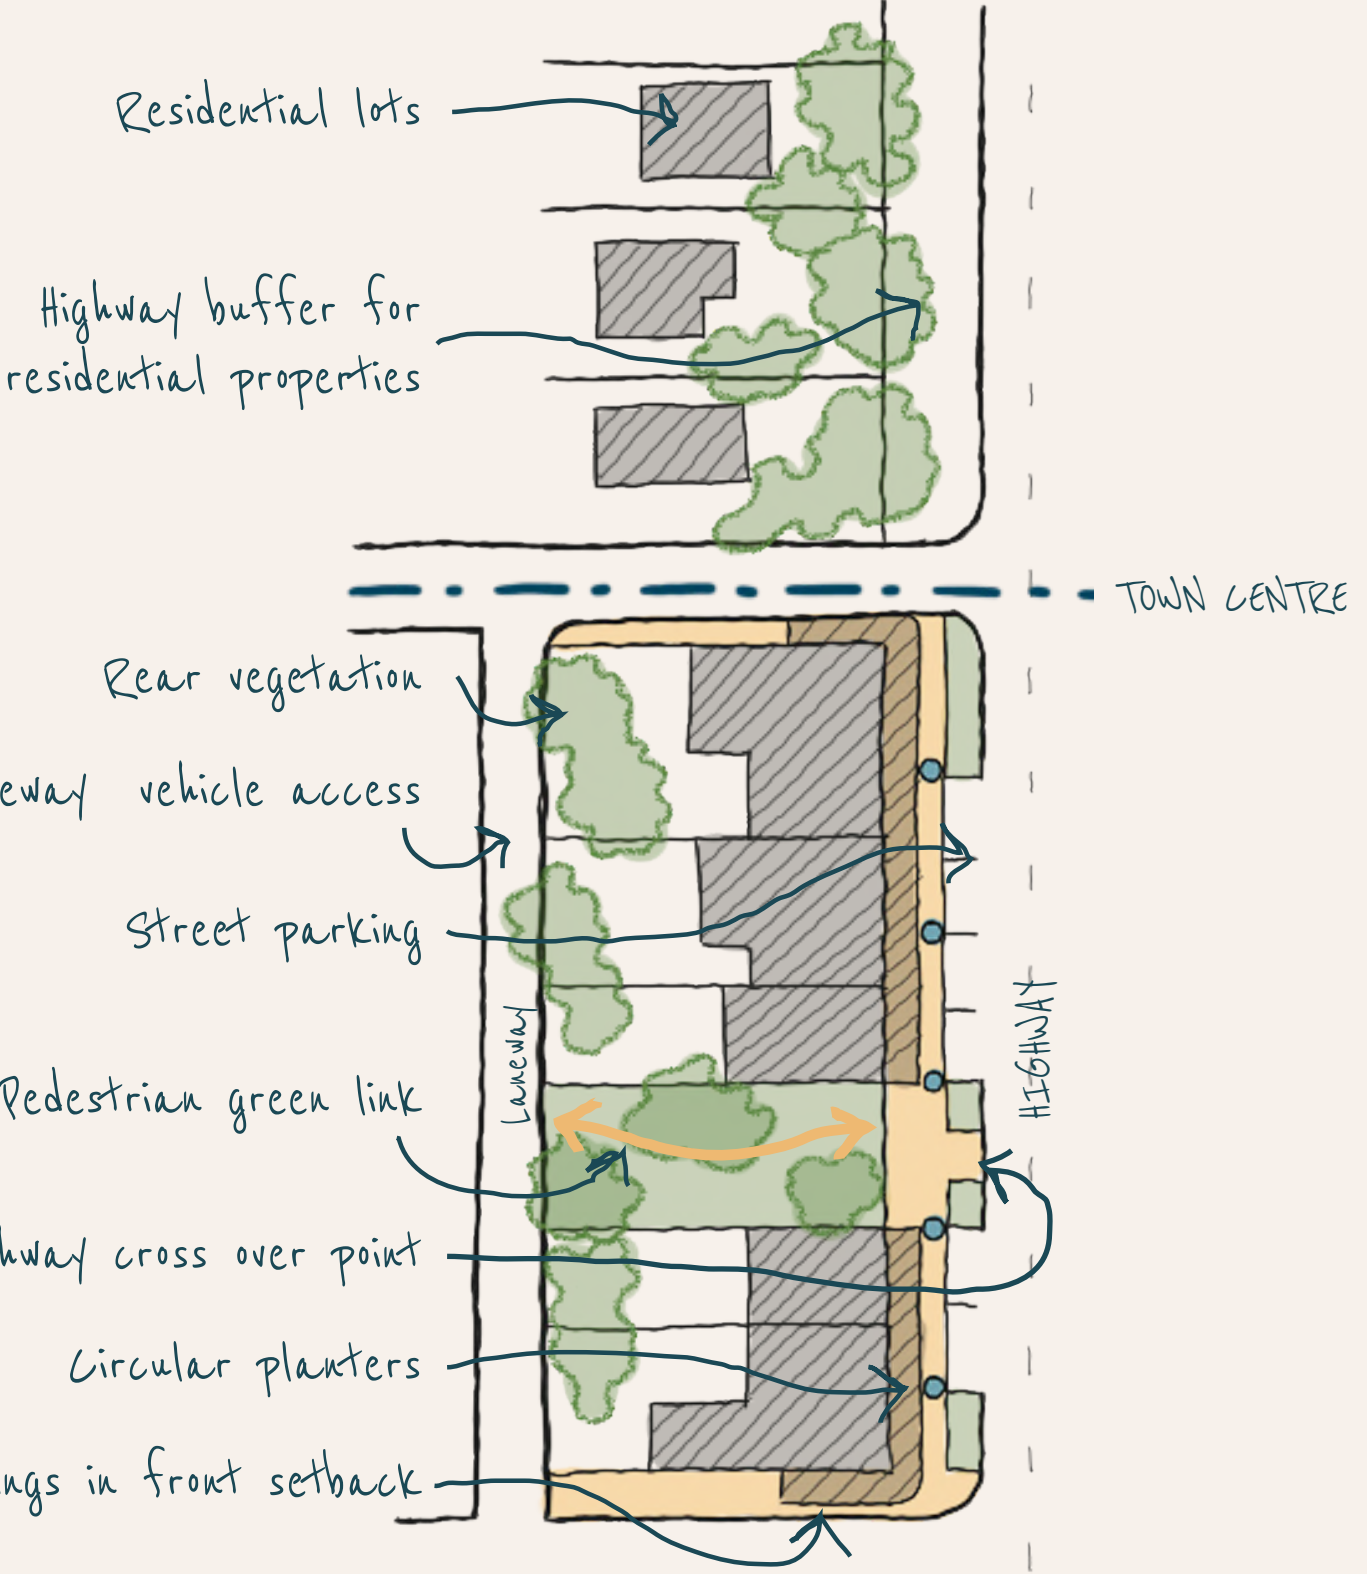 Residential lots
Highway buffer for
residential properties
TOWN CENTRE
Rear vegetation
vehicle access
Street parking
Laneway
HIGHWAY
Pedestrian green link
cross over point
Circular planters
in front setback